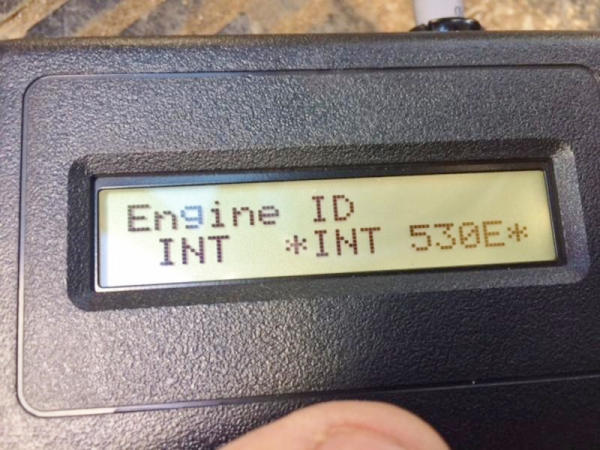 Engine ID
INT *INT 530E*